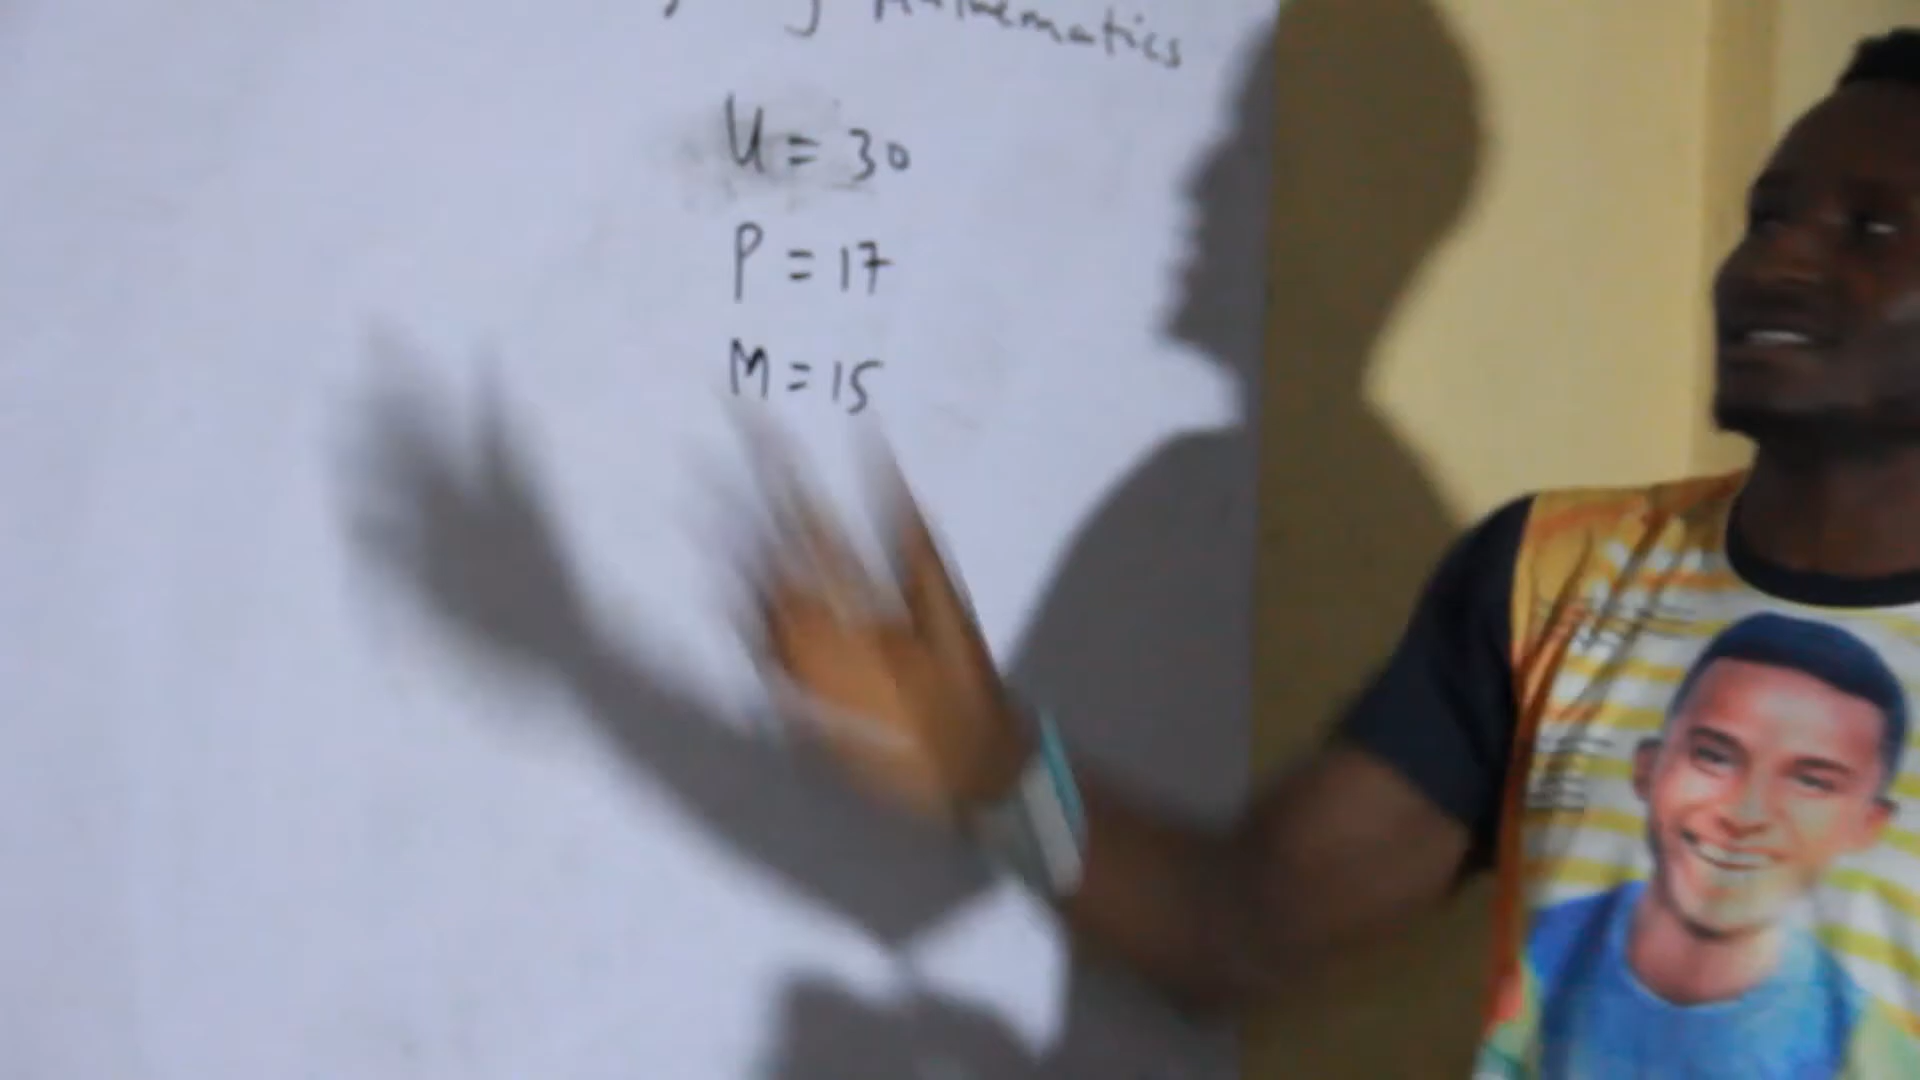 Mathematics
U = 30
P = 17
M = 15